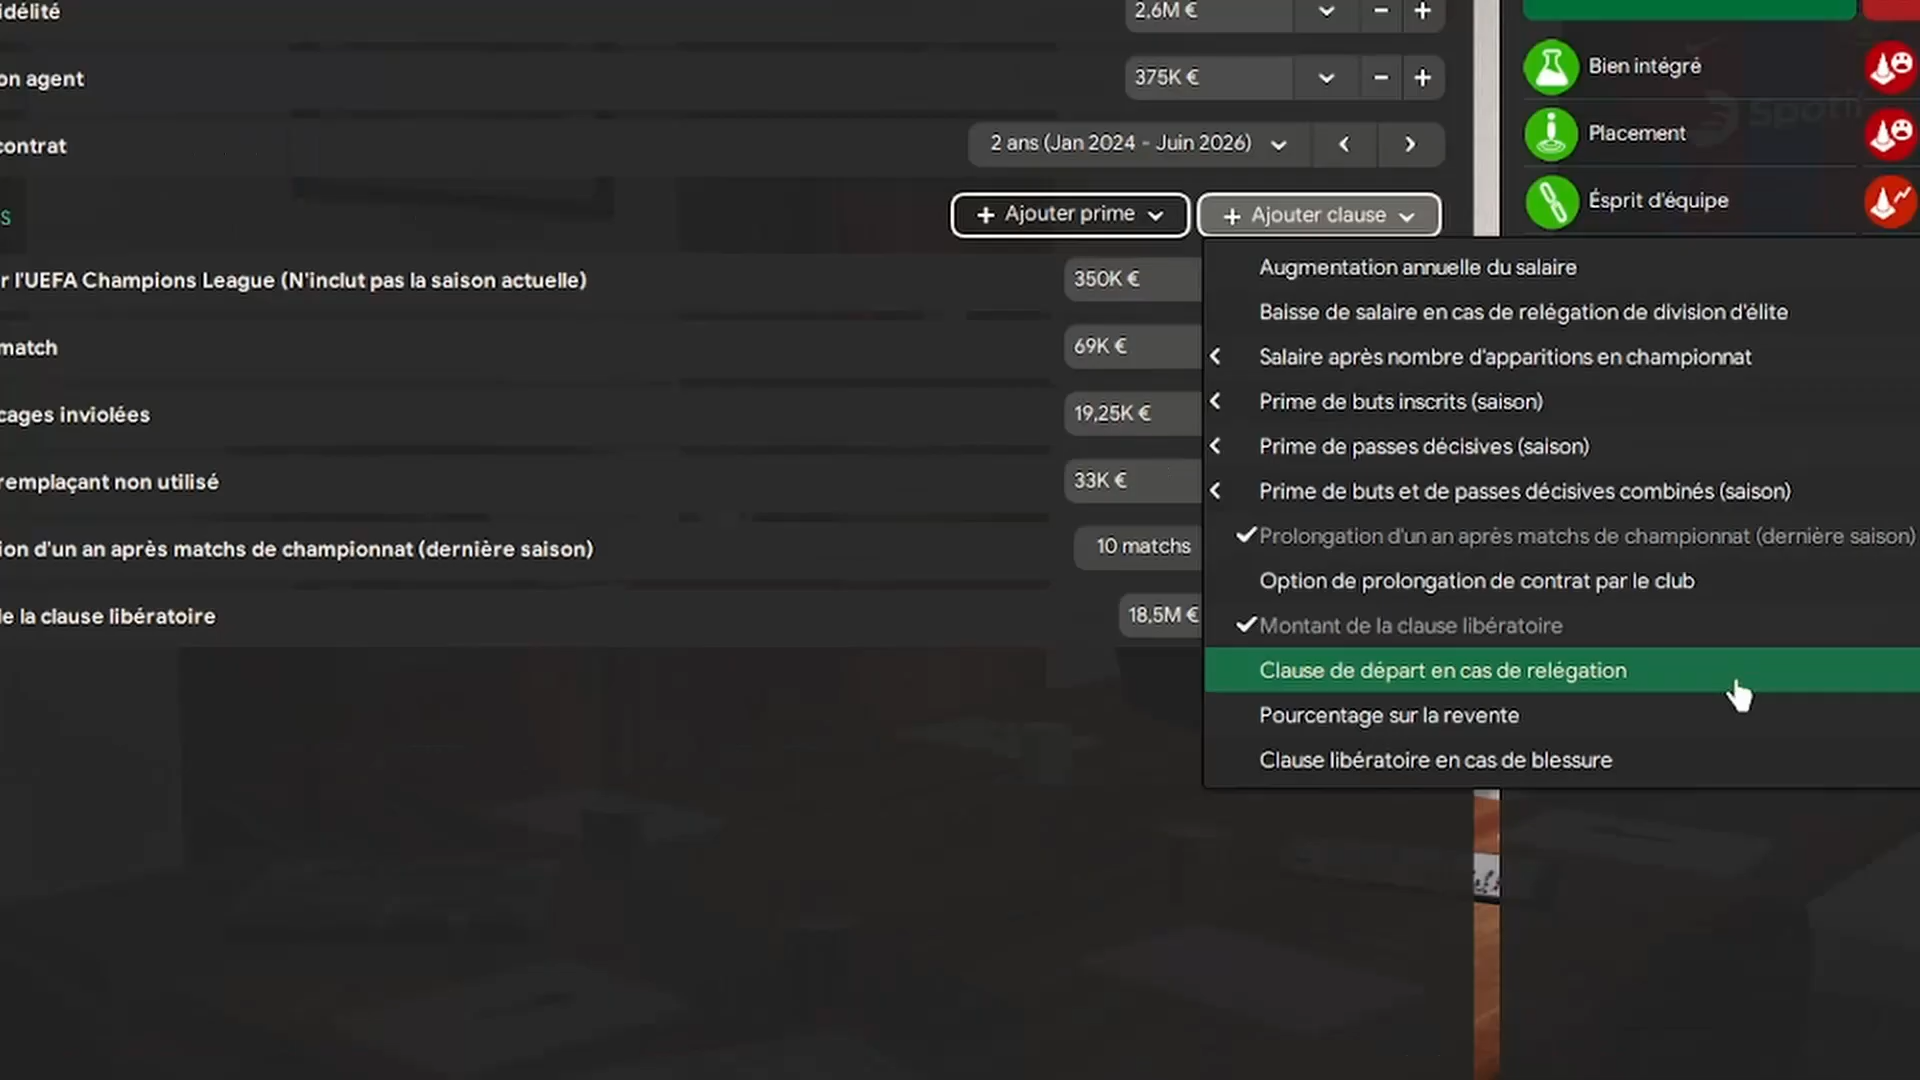 idélité 2,6M €
on agent 375K €
contrat 2 ans (Jan 2024 - Juin 2026)
S + Ajouter prime + Ajouter clause
r l'UEFA Champions League (N'inclut pas la saison actuelle) 350K €
match 69K €
cages inviolées 19,25K €
remplaçant non utilisé 33K €
ion d'un an après matchs de championnat (dernière saison) 10 matchs
e la clause libératoire 18,5M €
Augmentation annuelle du salaire
Baisse de salaire en cas de relégation de division d'élite
Salaire après nombre d'apparitions en championnat
Prime de buts inscrits (saison)
Prime de passes décisives (saison)
Prime de buts et de passes décisives combinés (saison)
Prolongation d'un an après matchs de championnat (dernière saison)
Option de prolongation de contrat par le club
Montant de la clause libératoire
Clause de départ en cas de relégation
Pourcentage sur la revente
Clause libératoire en cas de blessure
Bien intégré
Placement
Ésprit d'équipe